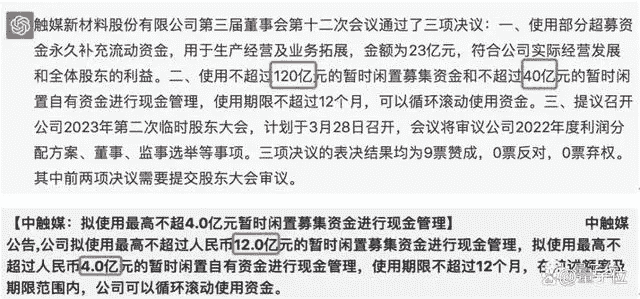 触媒新材料股份有限公司第三届董事会第十二次会议通过了三项决议：一、使用部分超募资
金永久补充流动资金，用于生产经营及业务拓展，金额为23亿元，符合公司实际经营发展
和全体股东的利益。二、使用不超过120亿元的暂时闲置募集资金和不超过40亿元的暂时闲
置自有资金进行现金管理，使用期限不超过12个月，可以循环滚动使用资金。三、提议召开
公司2023年第二次临时股东大会，计划于3月28日召开，会议将审议公司2022年度利润分
配方案、董事、监事选举等事项。三项决议的表决结果均为9票赞成，0票反对，0票弃权。
其中前两项决议需要提交股东大会审议。
【中触媒：拟使用最高不超4.0亿元暂时闲置募集资金进行现金管理】 中触媒
公告,公司拟使用最高不超过人民币12.0亿元的暂时闲置募集资金进行现金管理，拟使用最高不
超过人民币4.0亿元的暂时闲置自有资金进行现金管理，使用期限不超过12个月，在前述额度及
期限范围内，公司可以循环滚动使用资金。
量子位